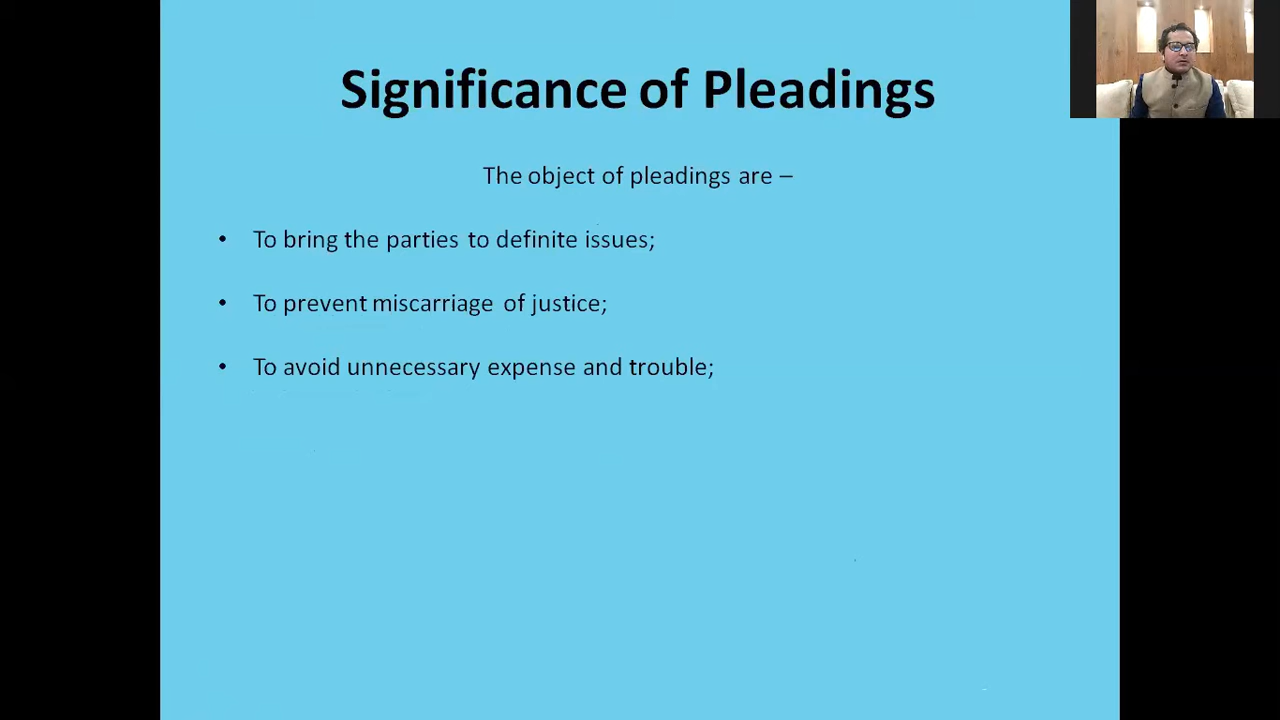 Significance of Pleadings
The object of pleadings are –
• To bring the parties to definite issues;
• To prevent miscarriage of justice;
• To avoid unnecessary expense and trouble;